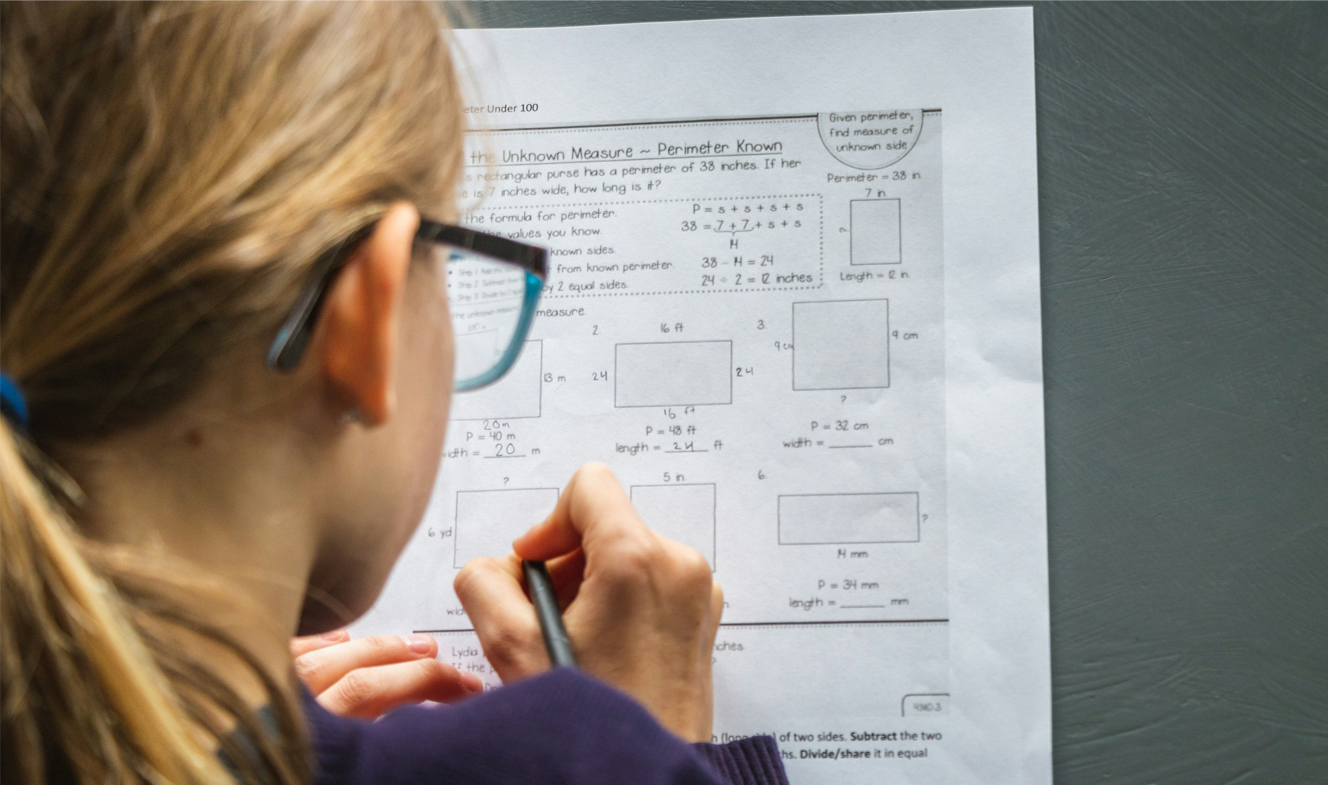 eter Under 100
Given perimeter,
find measure of
unknown side
the Unknown Measure ~ Perimeter Known
s rectangular purse has a perimeter of 38 inches. If her
is 7 inches wide, how long is it?
Perimeter = 38 in.
7 in
?
Length = 12 in.
the formula for perimeter.
values you know.
known sides.
from known perimeter.
by 2 equal sides.
P = s + s + s + s
38 = 7 + 7 + s + s
14
38 - 14 = 24
24 ÷ 2 = 12 inches
measure.
13 m
20m
P = 40 m
width = 20 m
2.
16 ft
24
24
16 ft
P = 48 ft
length = 24 ft
3.
9 cm
9 cm
?
P = 32 cm
width = ______ cm
?
6 yd
wid
5 in
6.
?
14 mm
P = 34 mm
length = ______ mm
Lydia
nches.
if the
?
4.MD.3
of two sides. Subtract the two
hs. Divide/share it in equal